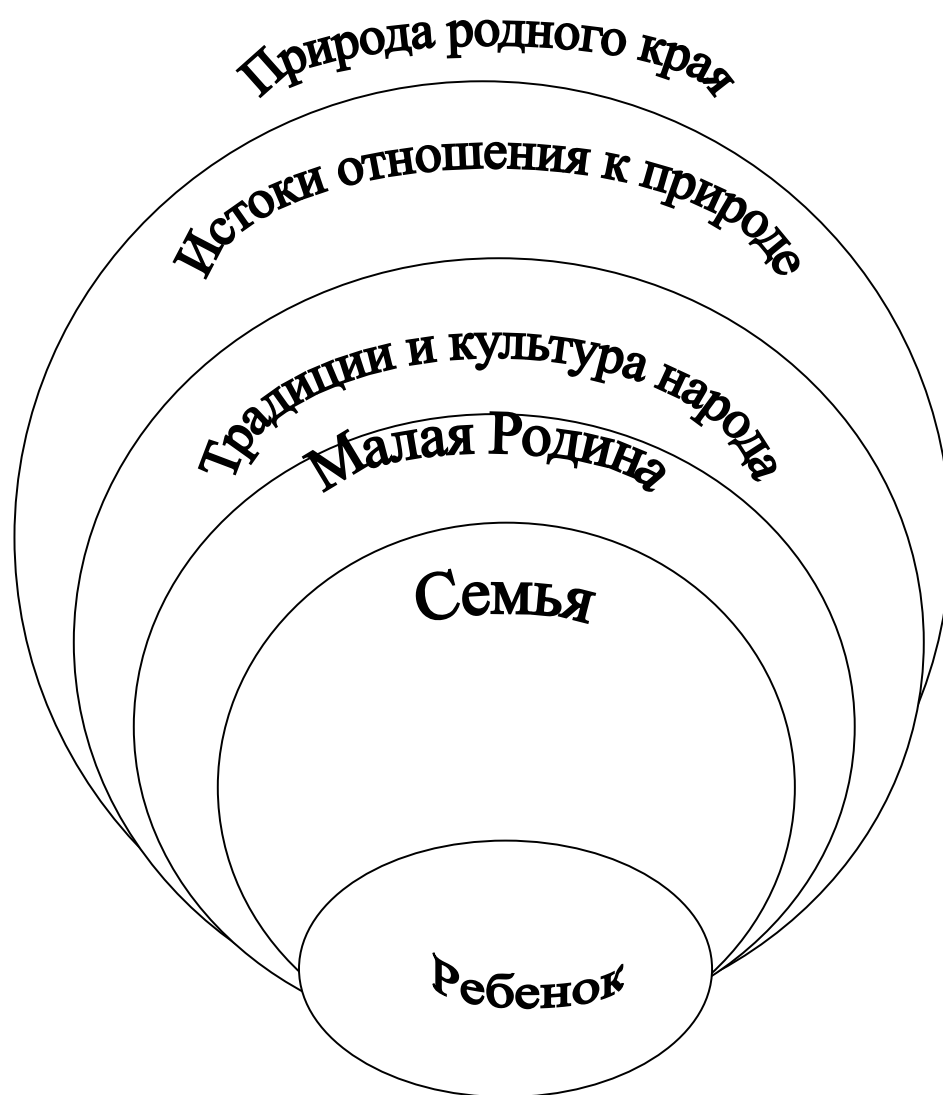 Природа родного края
Истоки отношения к природе
Традиции и культура народа
Малая Родина
Семья
Ребенок